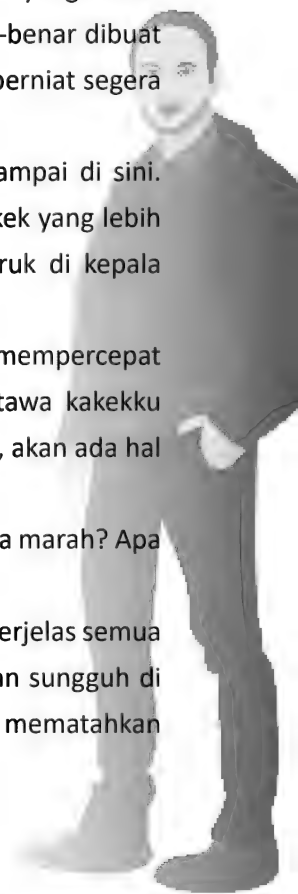 -benar dibuat
berniat segera
ampai di sini.
kek yang lebih
ruk di kepala
mempercepat
tawa kakekku
, akan ada hal
a marah? Apa
erjelas semua
an sungguh di
mematahkan